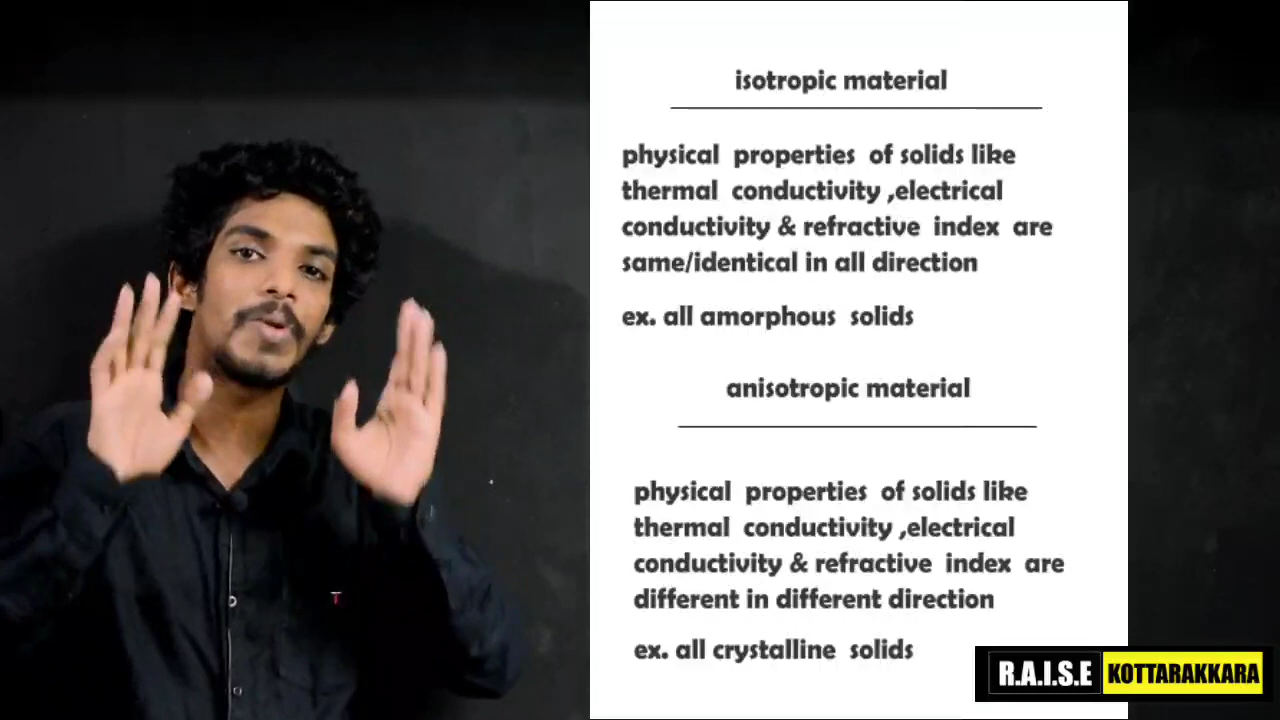 isotropic material
physical properties of solids like
thermal conductivity ,electrical
conductivity & refractive index are
same/identical in all direction
ex. all amorphous solids
anisotropic material
physical properties of solids like
thermal conductivity ,electrical
conductivity & refractive index are
different in different direction
ex. all crystalline solids
R.A.I.S.E KOTTARAKKARA
T